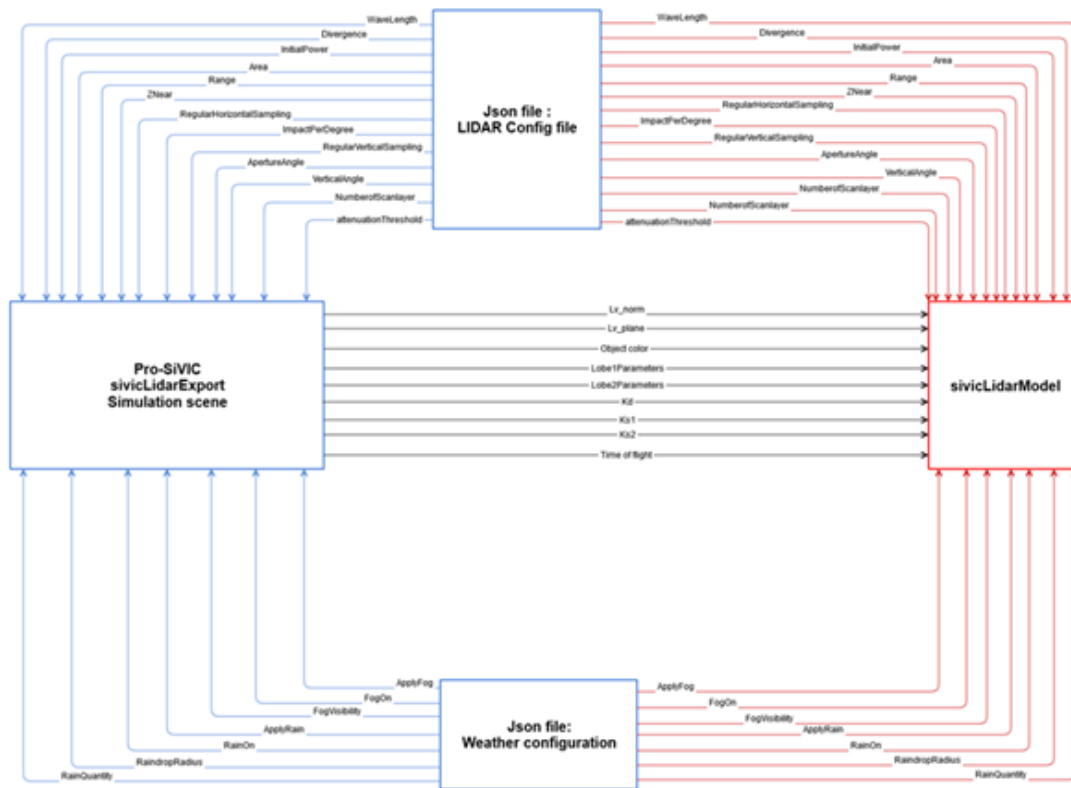 WaveLength
Divergence
InitialPower
Area
Range
ZNear
RegularHorizontalSampling
ImpactPerDegree
RegularVerticalSampling
ApertureAngle
VerticalAngle
NumberofScanlayer
attenuationThreshold
Json file :
LIDAR Config file
WaveLength
Divergence
InitialPower
Area
Range
ZNear
RegularHorizontalSampling
ImpactPerDegree
RegularVerticalSampling
ApertureAngle
VerticalAngle
NumberofScanlayer
NumberofScanlayer
attenuationThreshold
Pro-SiVIC
sivicLidarExport
Simulation scene
Lv_norm
Lv_plane
Object color
Lobe1Parameters
Lobe2Parameters
Kd
Ks1
Ks2
Time of flight
sivicLidarModel
ApplyFog
FogOn
FogVisibility
ApplyRain
RainOn
RaindropRadius
RainQuantity
Json file:
Weather configuration
ApplyFog
FogOn
FogVisibility
ApplyRain
RainOn
RaindropRadius
RainQuantity